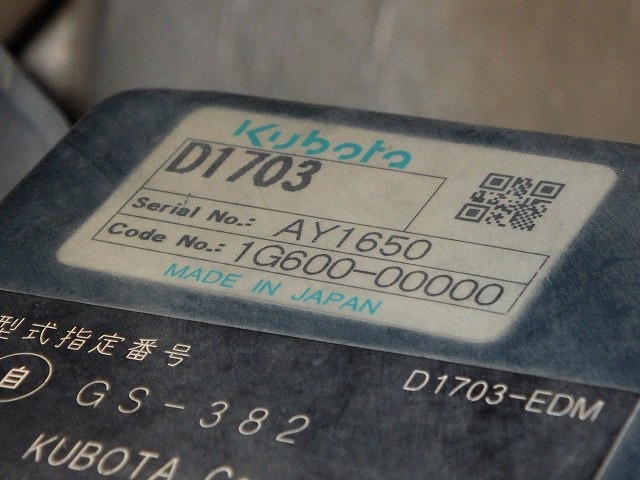 Kubota
D1703
Serial No.: AY1650
Code No.: 1G600-00000
MADE IN JAPAN
型式指定番号
D1703-EDM
自 GS-382
KUBOTA